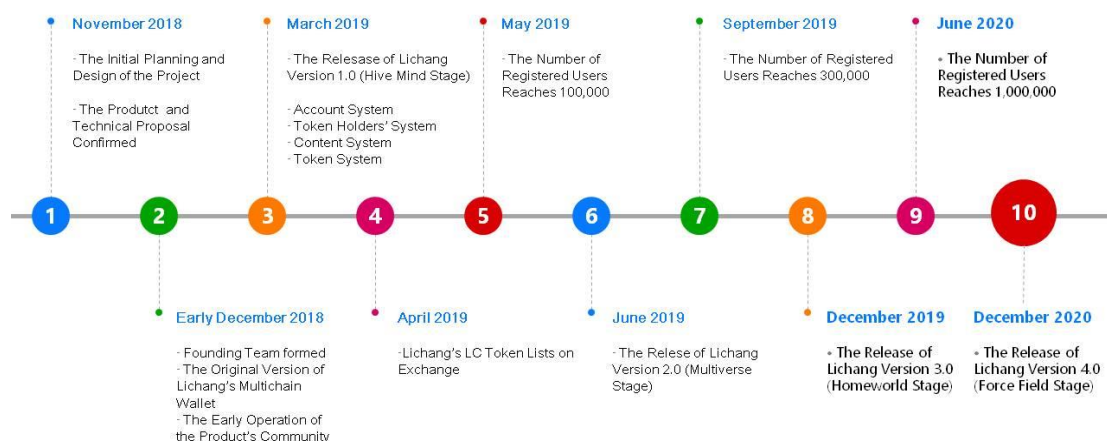 November 2018
- The Initial Planning and
Design of the Project
- The Produtct and
Technical Proposal
Confirmed
March 2019
- The Relesase of Lichang
Version 1.0 (Hive Mind Stage)
- Account System
- Token Holders' System
- Content System
- Token System
May 2019
- The Number of
Registered Users
Reaches 100,000
September 2019
- The Number of Registered
Users Reaches 300,000
June 2020
• The Number of
Registered Users
Reaches 1,000,000
1
2
3
4
5
6
7
8
9
10
Early December 2018
- Founding Team formed
- The Original Version of
Lichang's Multichain
Wallet
- The Early Operation of
the Product's Community
April 2019
-Lichang's LC Token Lists on
Exchange
June 2019
- The Relese of Lichang
Version 2.0 (Multiverse
Stage)
December 2019
• The Release of
Lichang Version 3.0
(Homeworld Stage)
December 2020
• The Release of
Lichang Version 4.0
(Force Field Stage)